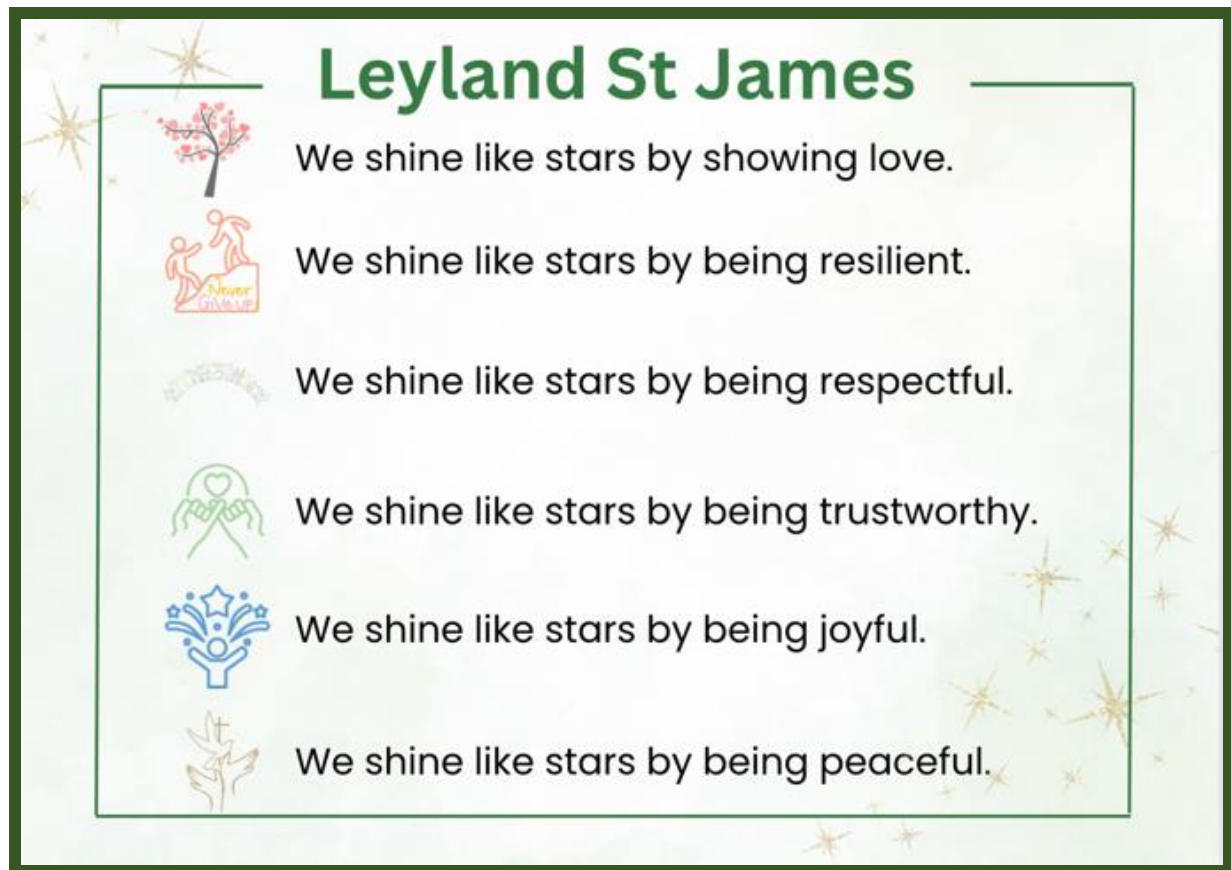 Leyland St James
We shine like stars by showing love.
We shine like stars by being resilient.
Never
GIVE UP
We shine like stars by being respectful.
We shine like stars by being trustworthy.
We shine like stars by being joyful.
We shine like stars by being peaceful.